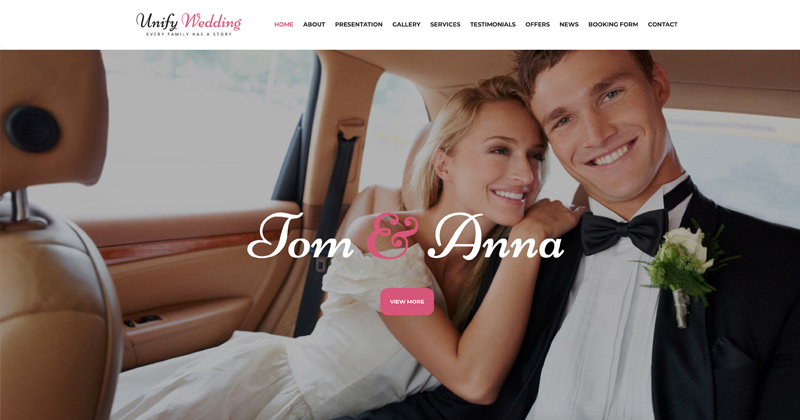 Unify Wedding
EVERY FAMILY HAS A STORY
HOME ABOUT PRESENTATION GALLERY SERVICES TESTIMONIALS OFFERS NEWS BOOKING FORM CONTACT
Tom & Anna
VIEW MORE